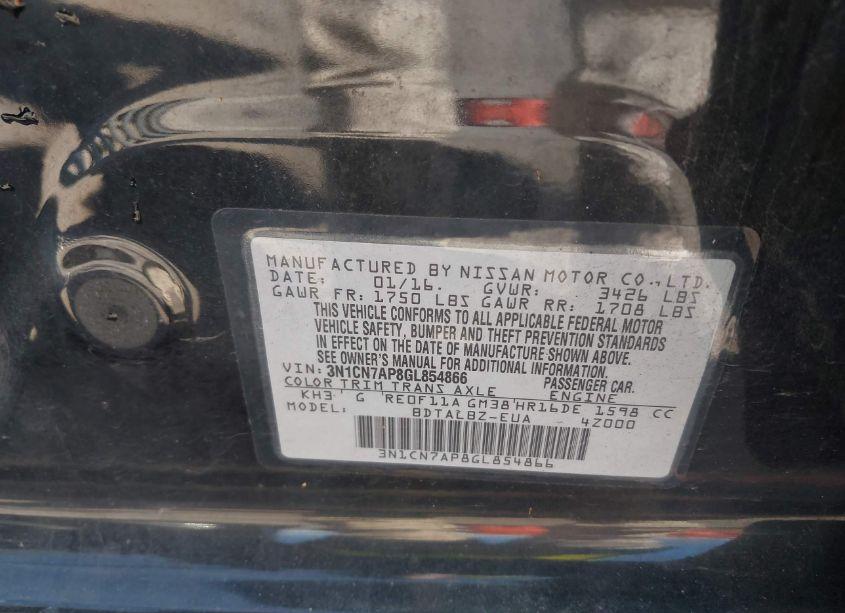 MANUFACTURED BY NISSAN MOTOR CO.,LTD.
DATE: 01/16. GVWR: 3426 LBS
GAWR FR: 1750 LBS GAWR RR: 1708 LBS
THIS VEHICLE CONFORMS TO ALL APPLICABLE FEDERAL MOTOR
VEHICLE SAFETY, BUMPER AND THEFT PREVENTION STANDARDS
IN EFFECT ON THE DATE OF MANUFACTURE SHOWN ABOVE.
SEE OWNER'S MANUAL FOR ADDITIONAL INFORMATION.
VIN: 3N1CN7AP8GL854866 PASSENGER CAR.
COLOR TRIM TRANS AXLE ENGINE
KH3 G RE0F11A GM38 HR16DE 1598 CC
MODEL: BDTALBZ-EUA 4Z000
3N1CN7AP8GL854866